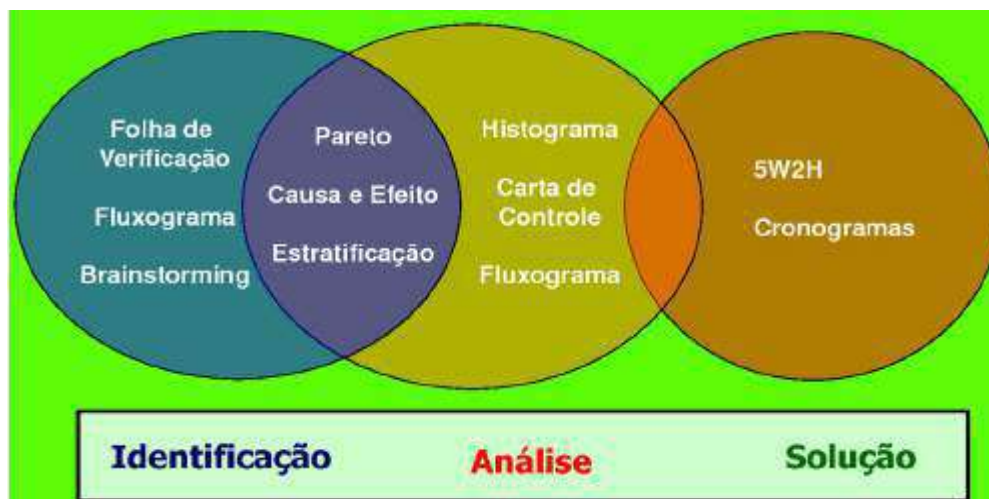 Folha de
Verificação
Fluxograma
Brainstorming
Pareto
Causa e Efeito
Estratificação
Histograma
Carta de
Controle
Fluxograma
5W2H
Cronogramas
Identificação
Análise
Solução